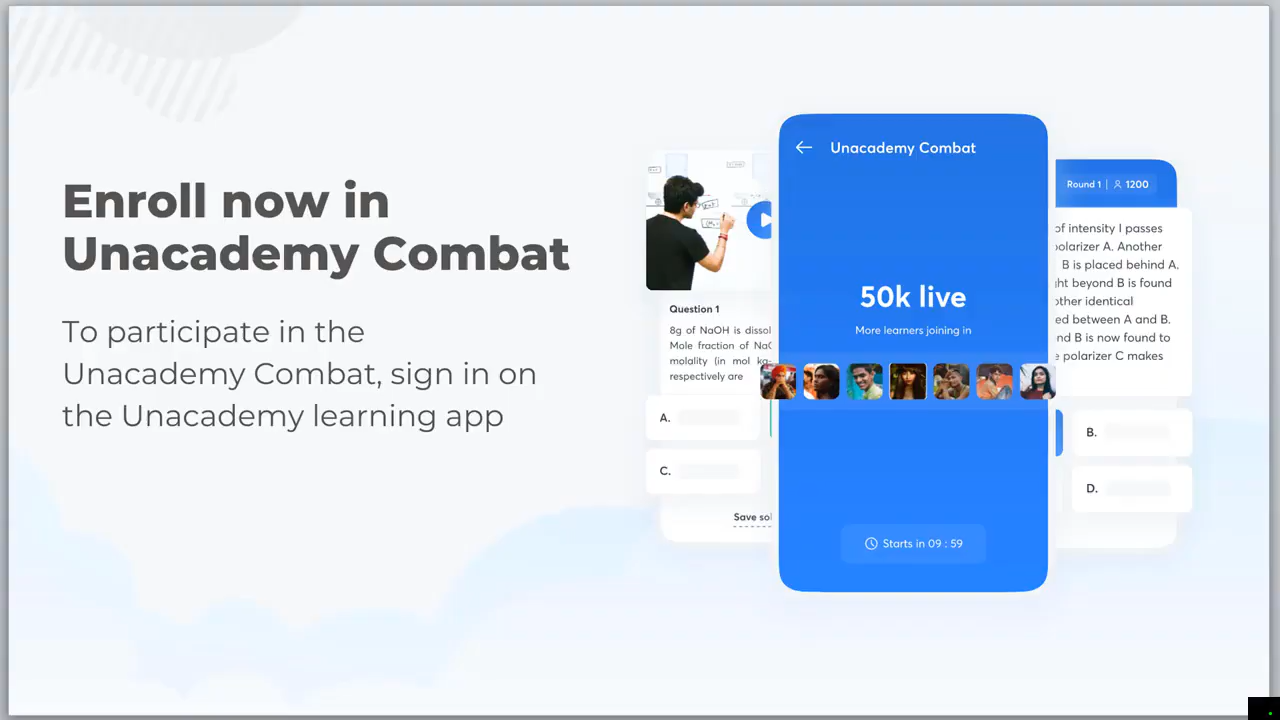 Enroll now in
Unacademy Combat
To participate in the
Unacademy Combat, sign in on
the Unacademy learning app
Question 1
8g of NaOH is dissol
Mole fraction of Na
molality (in mol kg
respectively are
A.
C.
Save sol
Unacademy Combat
50k live
More learners joining in
Starts in 09 : 59
Round 1 | 1200
of intensity I passes
polarizer A. Another
B is placed behind A.
ht beyond B is found
other identical
ed between A and B.
nd B is now found to
e polarizer C makes
B.
D.